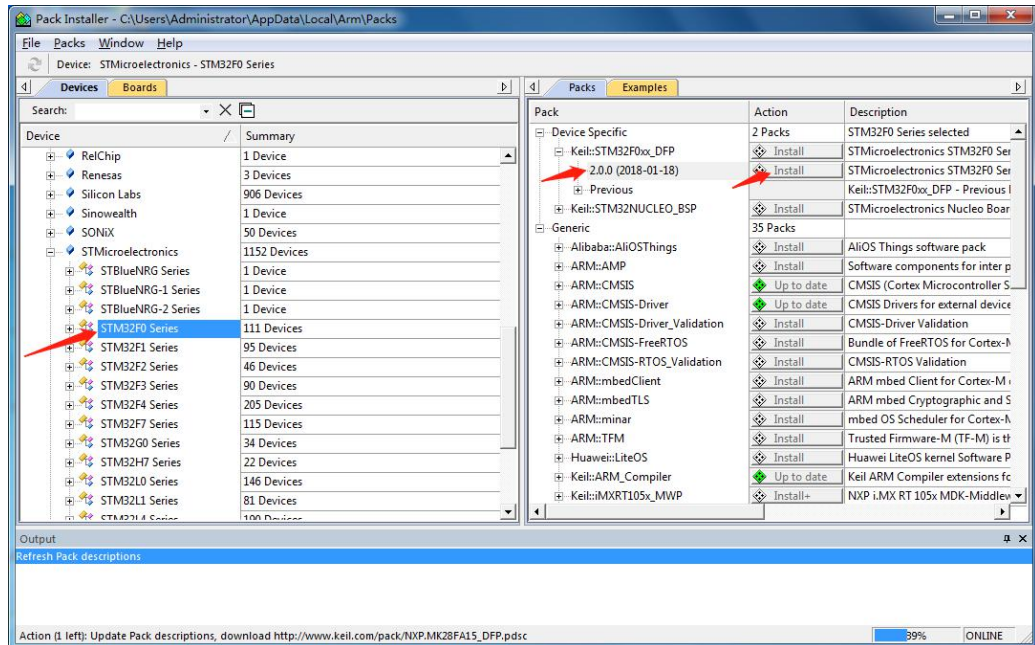 Pack Installer - C:\Users\Administrator\AppData\Local\Arm\Packs
File Packs Window Help
Device: STMicroelectronics - STM32F0 Series
Devices Boards
Search:
Device / Summary
RelChip 1 Device
Renesas 3 Devices
Silicon Labs 906 Devices
Sinowealth 1 Device
SONiX 50 Devices
STMicroelectronics 1152 Devices
STBlueNRG Series 1 Device
STBlueNRG-1 Series 1 Device
STBlueNRG-2 Series 1 Device
STM32F0 Series 111 Devices
STM32F1 Series 95 Devices
STM32F2 Series 46 Devices
STM32F3 Series 90 Devices
STM32F4 Series 205 Devices
STM32F7 Series 115 Devices
STM32G0 Series 34 Devices
STM32H7 Series 22 Devices
STM32L0 Series 146 Devices
STM32L1 Series 81 Devices
STM32L4 Series 190 Devices
Packs Examples
Pack Action Description
Device Specific 2 Packs STM32F0 Series selected
Keil::STM32F0xx_DFP Install STMicroelectronics STM32F0 Ser
2.0.0 (2018-01-18) Install STMicroelectronics STM32F0 Ser
Previous Keil::STM32F0xx_DFP - Previous
Keil::STM32NUCLEO_BSP Install STMicroelectronics Nucleo Boar
Generic 35 Packs
Alibaba::AliOSThings Install AliOS Things software pack
ARM::AMP Install Software components for inter p
ARM::CMSIS Up to date CMSIS (Cortex Microcontroller S
ARM::CMSIS-Driver Up to date CMSIS Drivers for external device
ARM::CMSIS-Driver_Validation Install CMSIS-Driver Validation
ARM::CMSIS-FreeRTOS Install Bundle of FreeRTOS for Cortex-M
ARM::CMSIS-RTOS_Validation Install CMSIS-RTOS Validation
ARM::mbedClient Install ARM mbed Client for Cortex-M
ARM::mbedTLS Install ARM mbed Cryptographic and S
ARM::minar Install mbed OS Scheduler for Cortex-M
ARM::TFM Install Trusted Firmware-M (TF-M) is th
Huawei::LiteOS Install Huawei LiteOS kernel Software P
Keil::ARM_Compiler Up to date Keil ARM Compiler extensions fo
Keil::iMXRT105x_MWP Install+ NXP i.MX RT 105x MDK-Middlew
Output
Refresh Pack descriptions
Action (1 left): Update Pack descriptions, download http://www.keil.com/pack/NXP.MK28FA15_DFP.pdsc 39% ONLINE